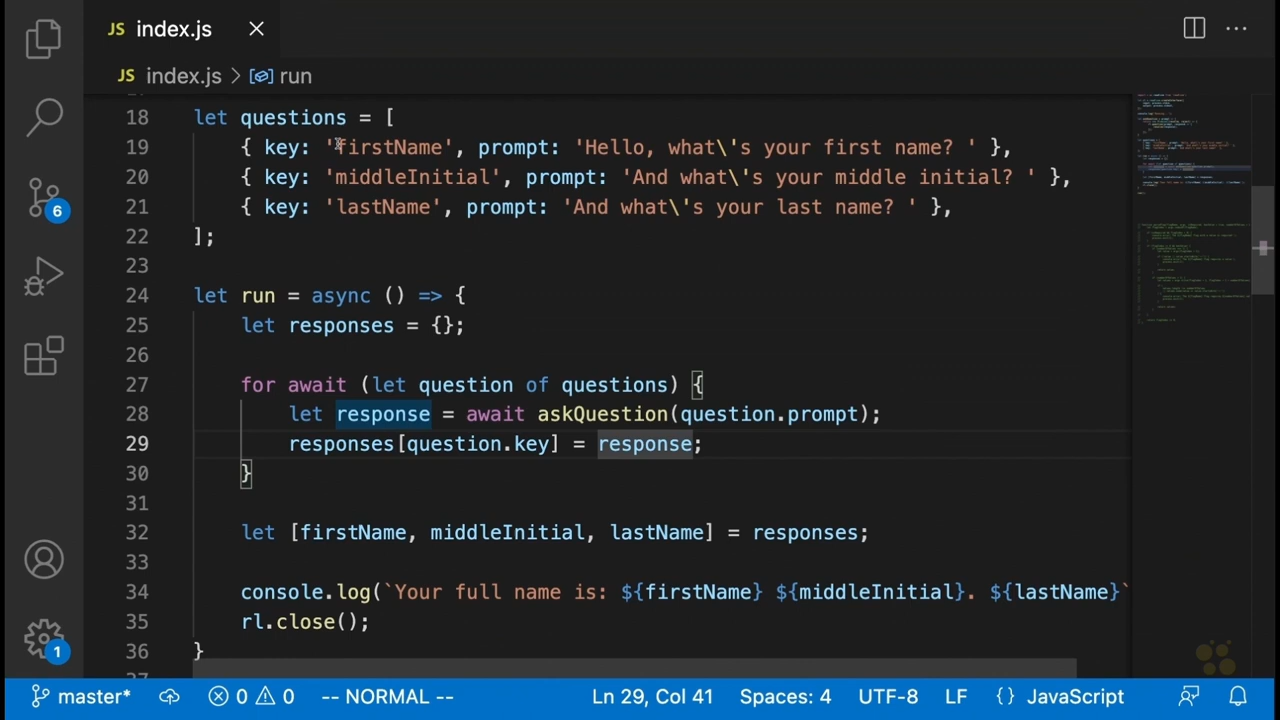 JS index.js
JS index.js > run
18 let questions = [
19 { key: 'firstName', prompt: 'Hello, what\'s your first name? ' },
20 { key: 'middleInitial', prompt: 'And what\'s your middle initial? ' },
21 { key: 'lastName', prompt: 'And what\'s your last name? ' },
22 ];
23
24 let run = async () => {
25 let responses = {};
26
27 for await (let question of questions) {
28 let response = await askQuestion(question.prompt);
29 responses[question.key] = response;
30 }
31
32 let [firstName, middleInitial, lastName] = responses;
33
34 console.log(`Your full name is: ${firstName} ${middleInitial}. ${lastName}`
35 rl.close();
36 }
6
1
master* 0 0 -- NORMAL -- Ln 29, Col 41 Spaces: 4 UTF-8 LF {} JavaScript